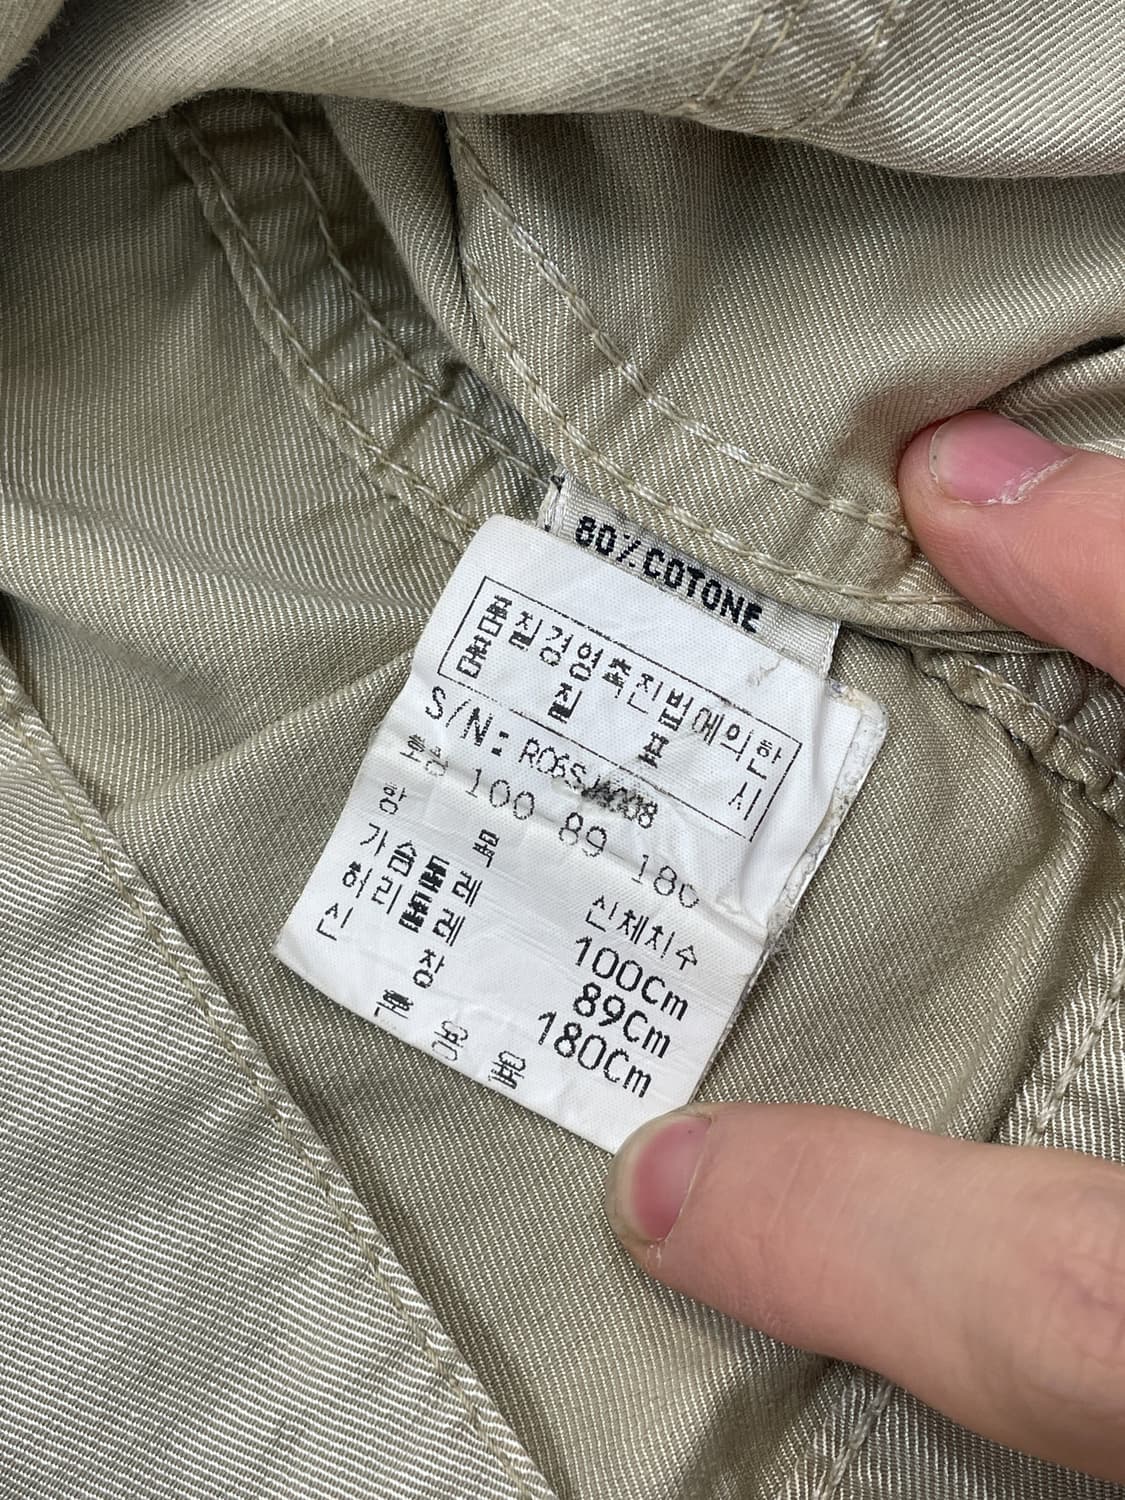 80% COTONE
품질경영촉진법에의한
품 질 표 시
S/N: R06SJ
호칭 100 89 180
항 목 신체치수
가슴둘레 100Cm
허리둘레 89Cm
신 장 180Cm